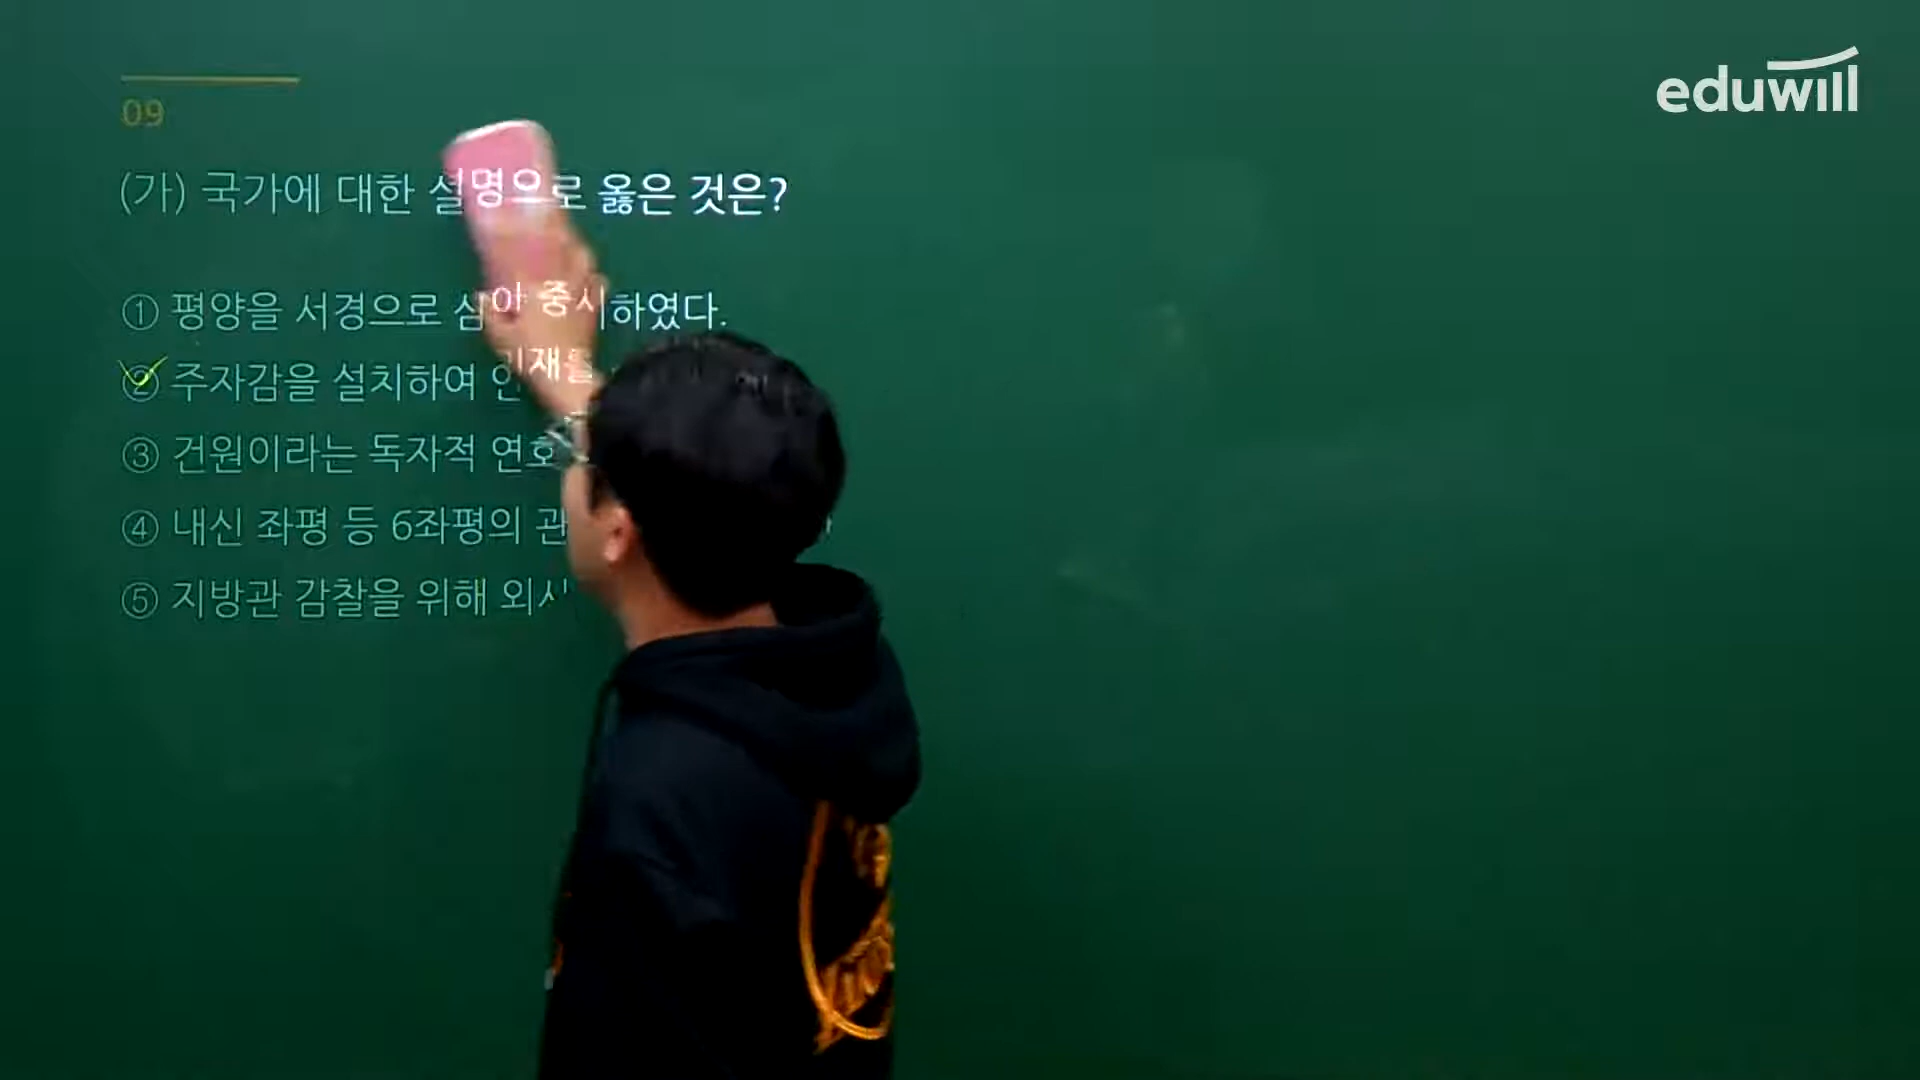 eduwill
09
(가) 국가에 대한 설명으로 옳은 것은?
① 평양을 서경으로 삼아 중시하였다.
② 주자감을 설치하여 인재를
③ 건원이라는 독자적 연호
④ 내신 좌평 등 6좌평의 관
⑤ 지방관 감찰을 위해 외사